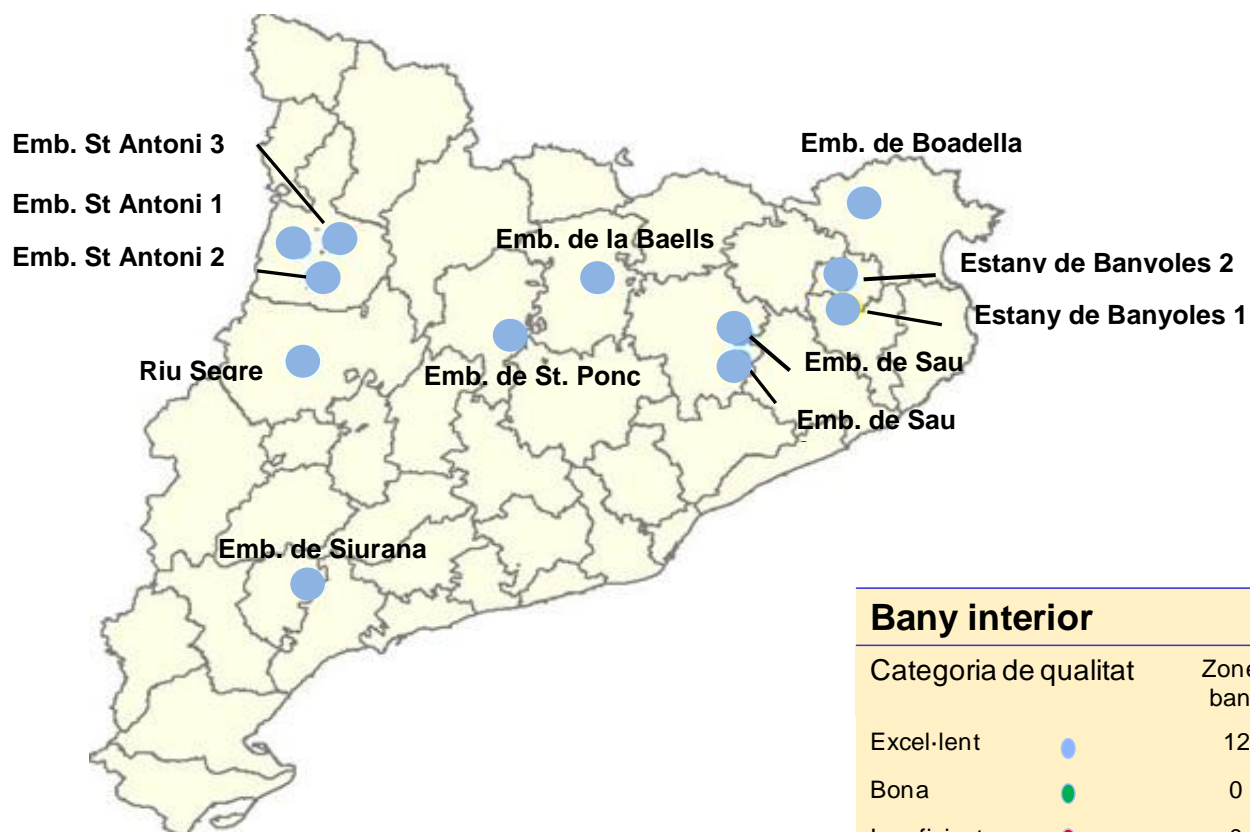 Emb. St Antoni 3
Emb. de Boadella
Emb. St Antoni 1
Emb. de la Baells
Emb. St Antoni 2
Estany de Banyoles 2
Estany de Banyoles 1
Riu Segre
Emb. de St. Ponç
Emb. de Sau
Emb. de Sau
Emb. de Siurana
Bany interior
Categoria de qualitat
Excel·lent 12
Bona 0